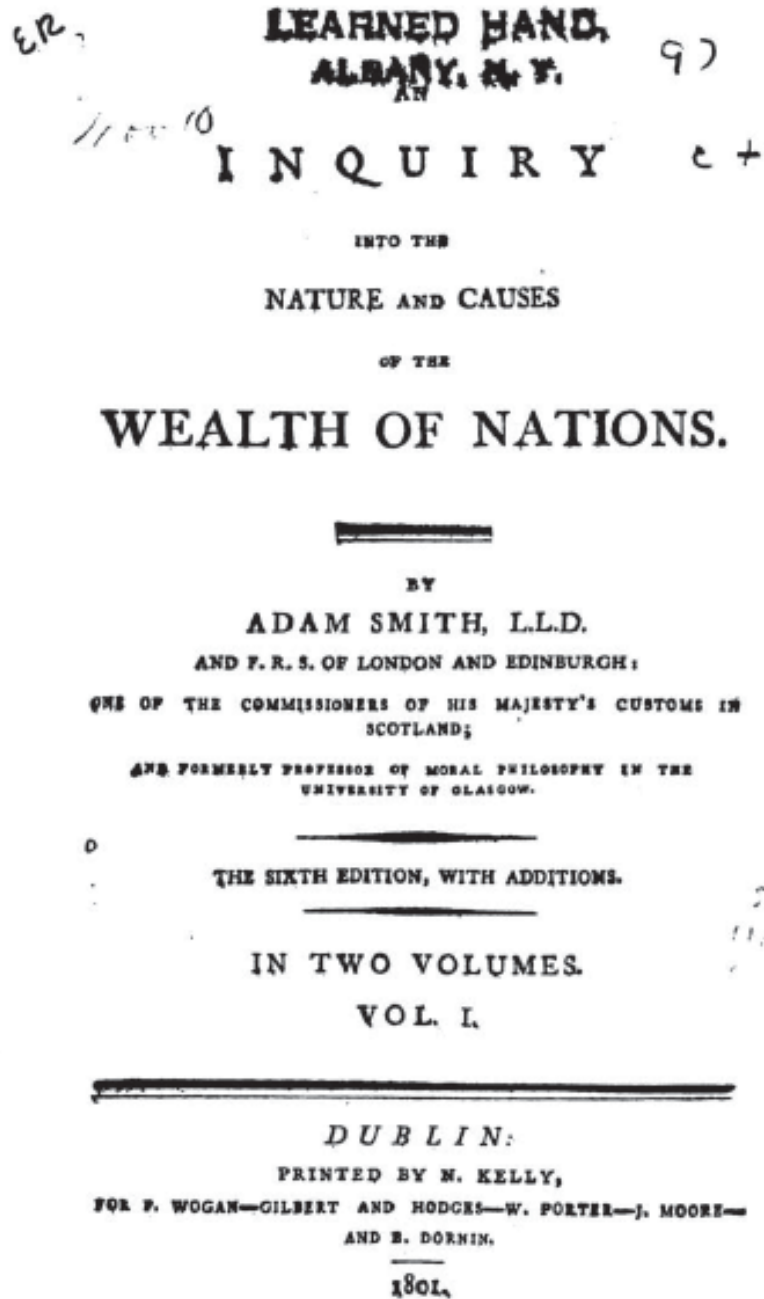 ER,
LEARNED HAND,
ALBANY, N. Y.
AN
INQUIRY
INTO THE
NATURE AND CAUSES
OF THE
WEALTH OF NATIONS.
BY
ADAM SMITH, L.L.D.
AND F. R. S. OF LONDON AND EDINBURGH:
ONE OF THE COMMISSIONERS OF HIS MAJESTY'S CUSTOMS IN
SCOTLAND;
AND FORMERLY PROFESSOR OF MORAL PHILOSOPHY IN THE
UNIVERSITY OF GLASGOW.
THE SIXTH EDITION, WITH ADDITIONS.
IN TWO VOLUMES.
VOL. I.
DUBLIN:
PRINTED BY N. KELLY,
FOR P. WOGAN—GILBERT AND HODGES—W. PORTER—J. MOORE—
AND B. DORNIN.
1801.